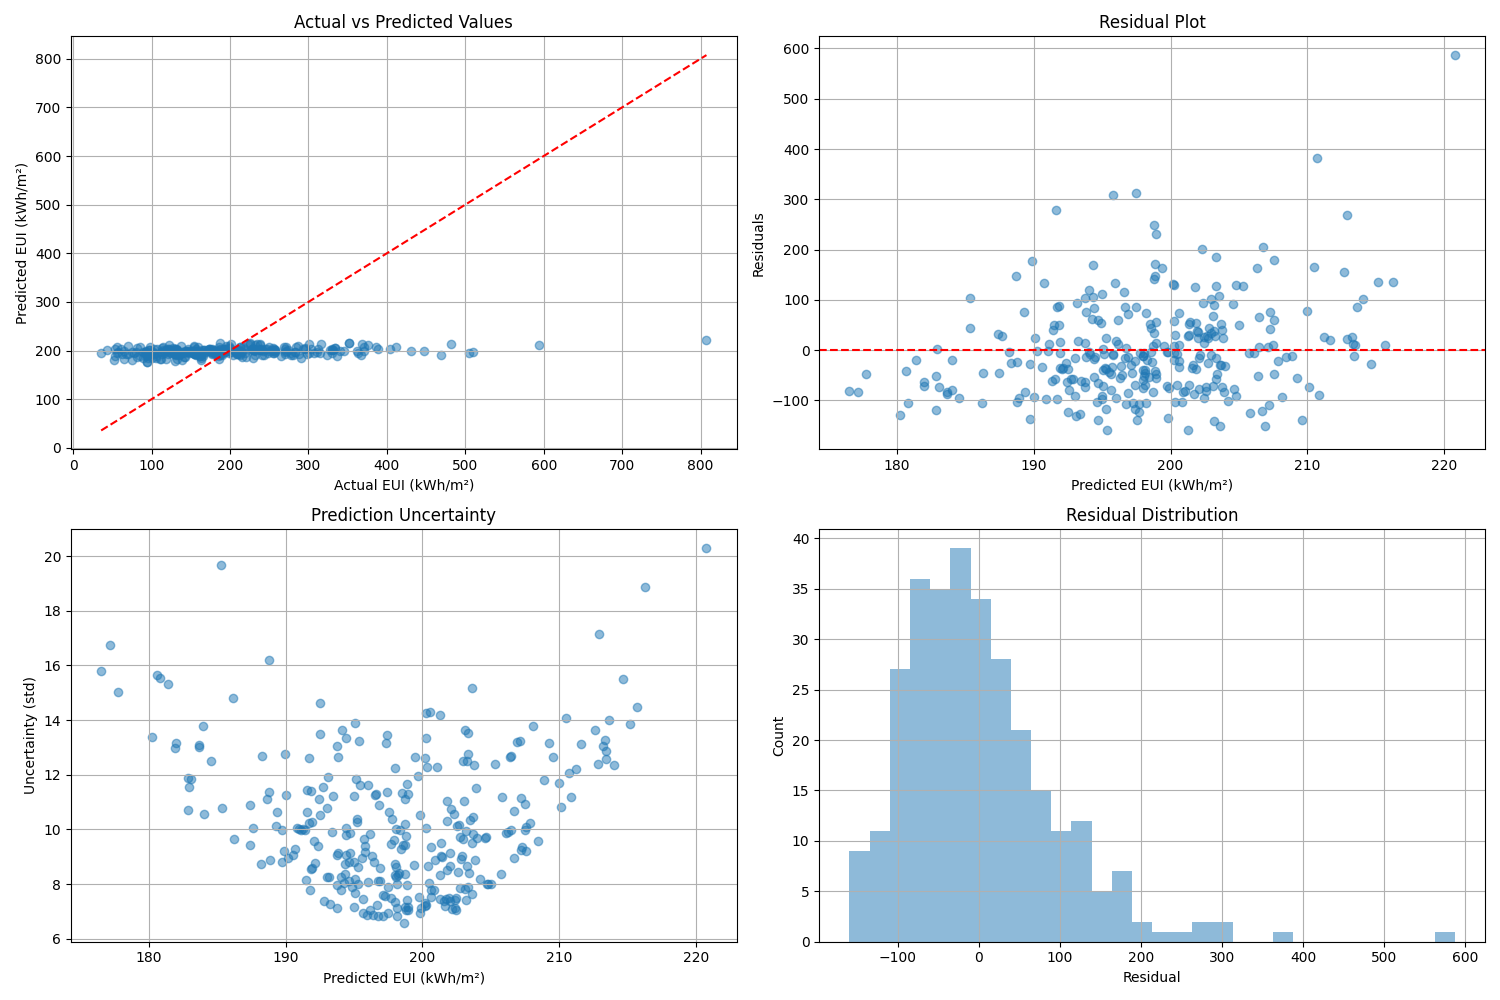 Actual vs Predicted Values
Predicted EUI (kWh/m²)
800
700
600
500
400
300
200
100
0
0 100 200 300 400 500 600 700 800
Actual EUI (kWh/m²)
Residual Plot
Residuals
600
500
400
300
200
100
0
−100
180 190 200 210 220
Predicted EUI (kWh/m²)
Prediction Uncertainty
Uncertainty (std)
20
18
16
14
12
10
8
6
180 190 200 210 220
Predicted EUI (kWh/m²)
Residual Distribution
Count
40
35
30
25
20
15
10
5
0
−100 0 100 200 300 400 500 600
Residual